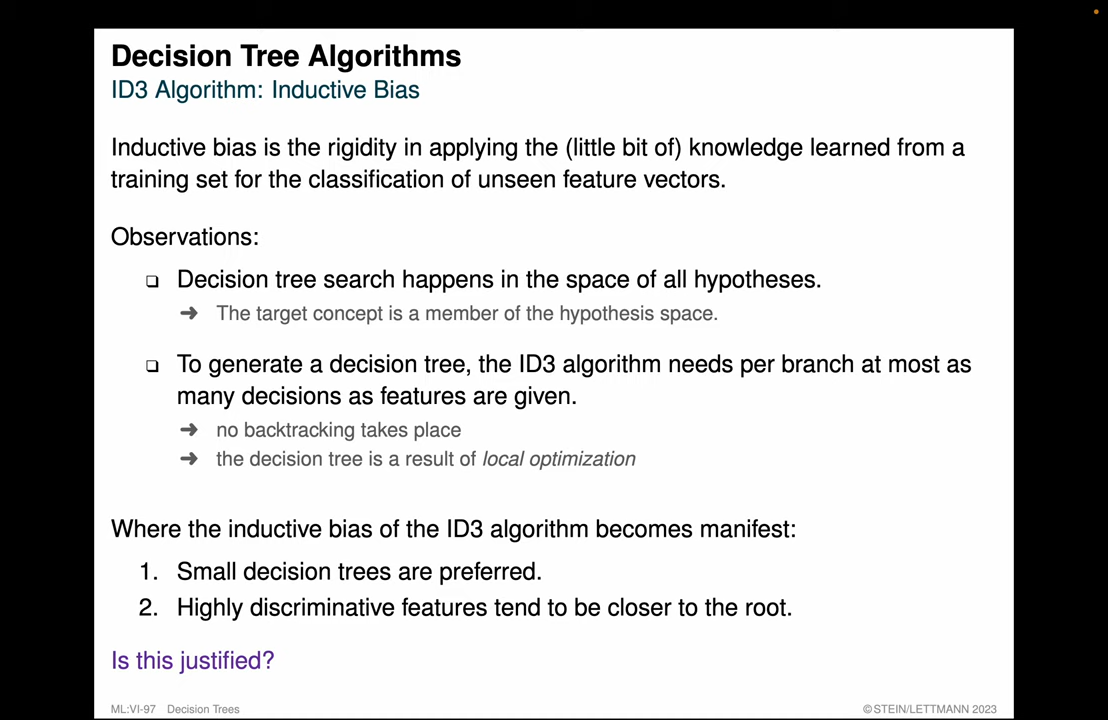 Decision Tree Algorithms
ID3 Algorithm: Inductive Bias
Inductive bias is the rigidity in applying the (little bit of) knowledge learned from a
training set for the classification of unseen feature vectors.
Observations:
❑ Decision tree search happens in the space of all hypotheses.
➜ The target concept is a member of the hypothesis space.
❑ To generate a decision tree, the ID3 algorithm needs per branch at most as
many decisions as features are given.
➜ no backtracking takes place
➜ the decision tree is a result of local optimization
Where the inductive bias of the ID3 algorithm becomes manifest:
1. Small decision trees are preferred.
2. Highly discriminative features tend to be closer to the root.
Is this justified?
ML:VI-97 Decision Trees ©STEIN/LETTMANN 2023